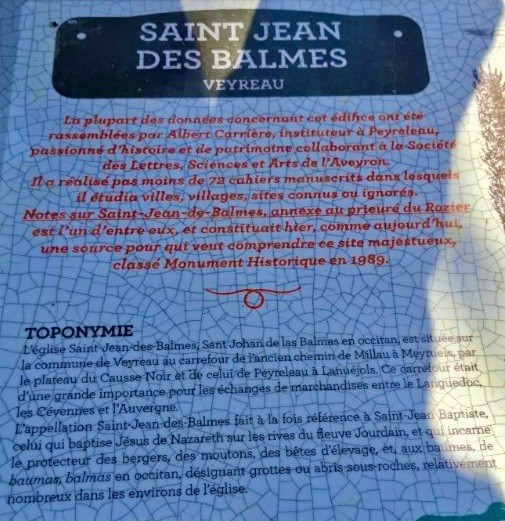 SAINT JEAN
DES BALMES
VEYREAU
La plupart des données concernant cet édifice ont été
rassemblées par Albert Carrière, instituteur à Peyreleau,
passionné d'histoire et de patrimoine collaborant à la Société
des Lettres, Sciences et Arts de l'Aveyron.
Il a réalisé pas moins de 72 cahiers manuscrits dans lesquels
il étudia villes, villages, sites connus ou ignorés.
Notes sur Saint-Jean-de-Balmes, annexe au prieuré du Rozier
est l'un d'entre eux, et constituait hier, comme aujourd'hui,
une source pour qui veut comprendre ce site majestueux,
classé Monument Historique en 1989.
TOPONYMIE
L'église Saint-Jean-des-Balmes, Sant Johan de las Balmes en occitan, est située sur
la commune de Veyreau au carrefour de l'ancien chemin de Millau à Meyrueis, par
le plateau du Causse Noir et de celui de Peyreleau à Lanuéjols. Ce carrefour était
d'une grande importance pour les échanges de marchandises entre le Languedoc,
les Cévennes et l'Auvergne.
L'appellation Saint-Jean-des-Balmes fait à la fois référence à Saint-Jean Baptiste,
celui qui baptise Jésus de Nazareth sur les rives du fleuve Jourdain, et qui incarne
le protecteur des bergers, des moutons, des bêtes d'élevage, et, aux baumes, de
baumas, balmas en occitan, désignant grottes ou abris-sous-roches, relativement
nombreux dans les environs de l'église.